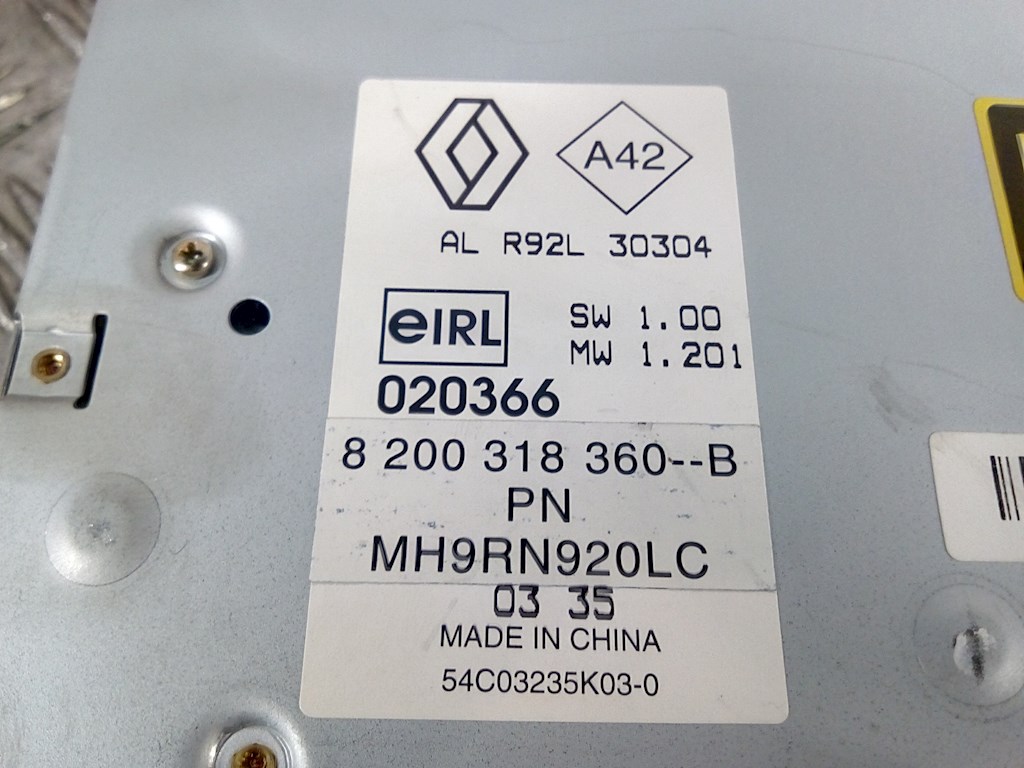 A42
AL R92L 30304
eIRL
SW 1.00
MW 1.201
020366
8 200 318 360--B
PN
MH9RN920LC
03 35
MADE IN CHINA
54C03235K03-0